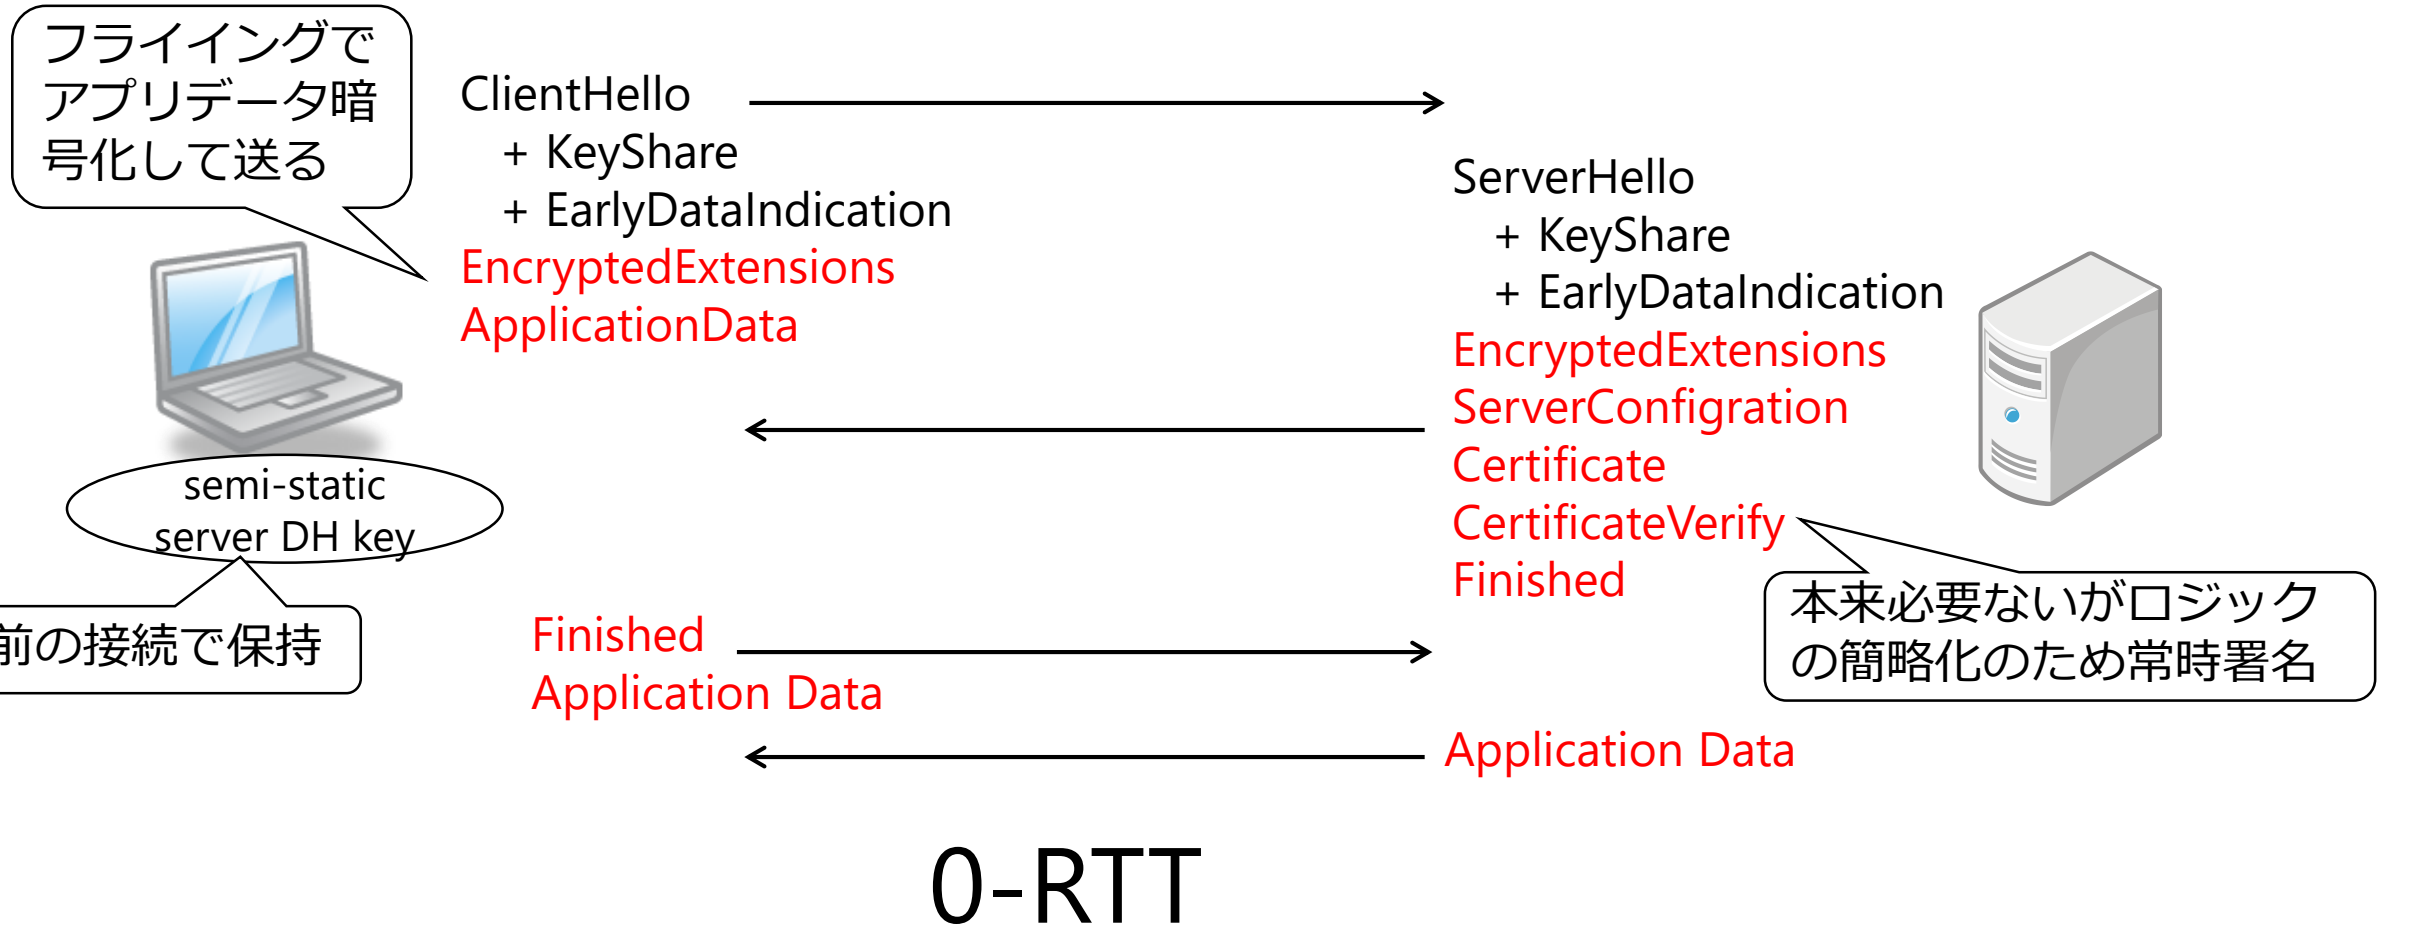 フライイングで
アプリデータ暗
号化して送る
ClientHello
+ KeyShare
+ EarlyDataIndication
EncryptedExtensions
ApplicationData
ServerHello
+ KeyShare
+ EarlyDataIndication
EncryptedExtensions
ServerConfigration
Certificate
CertificateVerify
Finished
semi-static
server DH key
前の接続で保持
本来必要ないがロジック
の簡略化のため常時署名
Finished
Application Data
Application Data
0-RTT